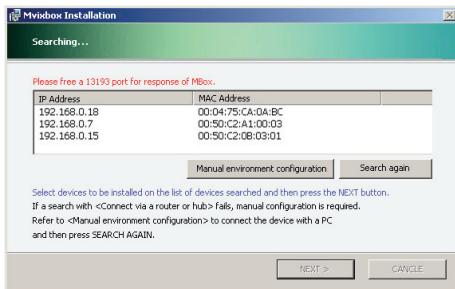 Mvixbox Installation
Searching...
Please free a 13193 port for response of MBox.
IP Address MAC Address
192.168.0.18 00:04:75:CA:0A:BC
192.168.0.7 00:50:C2:A1:00:03
192.168.0.15 00:50:C2:0B:03:01
Manual environment configuration Search again
Select devices to be installed on the list of devices searched and then press the NEXT button.
If a search with <Connect via a router or hub> fails, manual configuration is required.
Refer to <Manual environment configuration> to connect the device with a PC
and then press SEARCH AGAIN.
NEXT > CANCLE